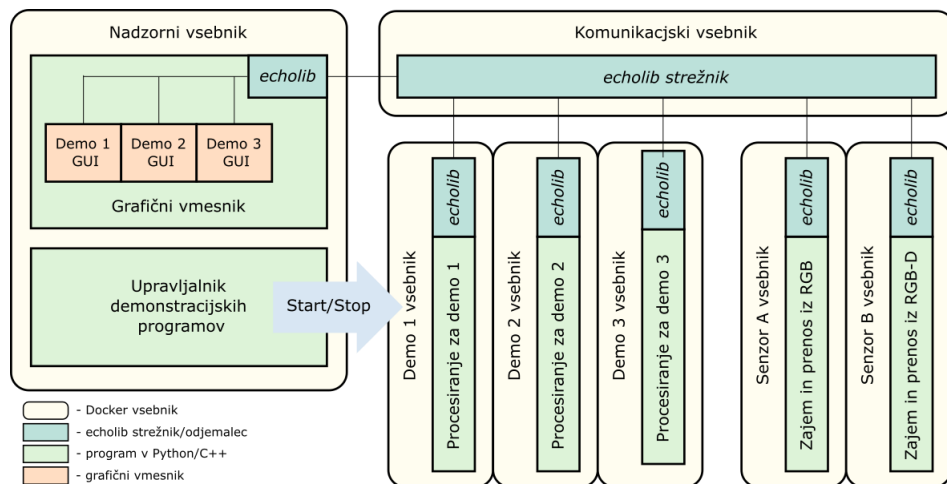 Nadzorni vsebnik
echolib
Demo 1
GUI
Demo 2
GUI
Demo 3
GUI
Grafični vmesnik
Upravljalnik
demonstracijskih
programov
Start/Stop
Komunikacjski vsebnik
echolib strežnik
Demo 1 vsebnik
echolib
Procesiranje za demo 1
Demo 2 vsebnik
echolib
Procesiranje za demo 2
Demo 3 vsebnik
echolib
Procesiranje za demo 3
Senzor A vsebnik
echolib
Zajem in prenos iz RGB
Senzor B vsebnik
echolib
Zajem in prenos iz RGB-D
- Docker vsebnik
- echolib strežnik/odjemalec
- program v Python/C++
- grafični vmesnik